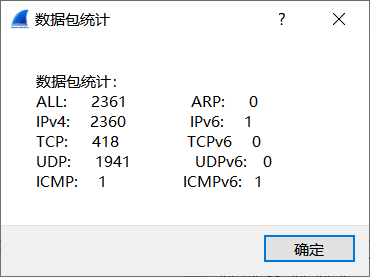 数据包统计
?
数据包统计：
ALL: 2361 ARP: 0
IPv4: 2360 IPv6: 1
TCP: 418 TCPv6 0
UDP: 1941 UDPv6: 0
ICMP: 1 ICMPv6: 1
确定